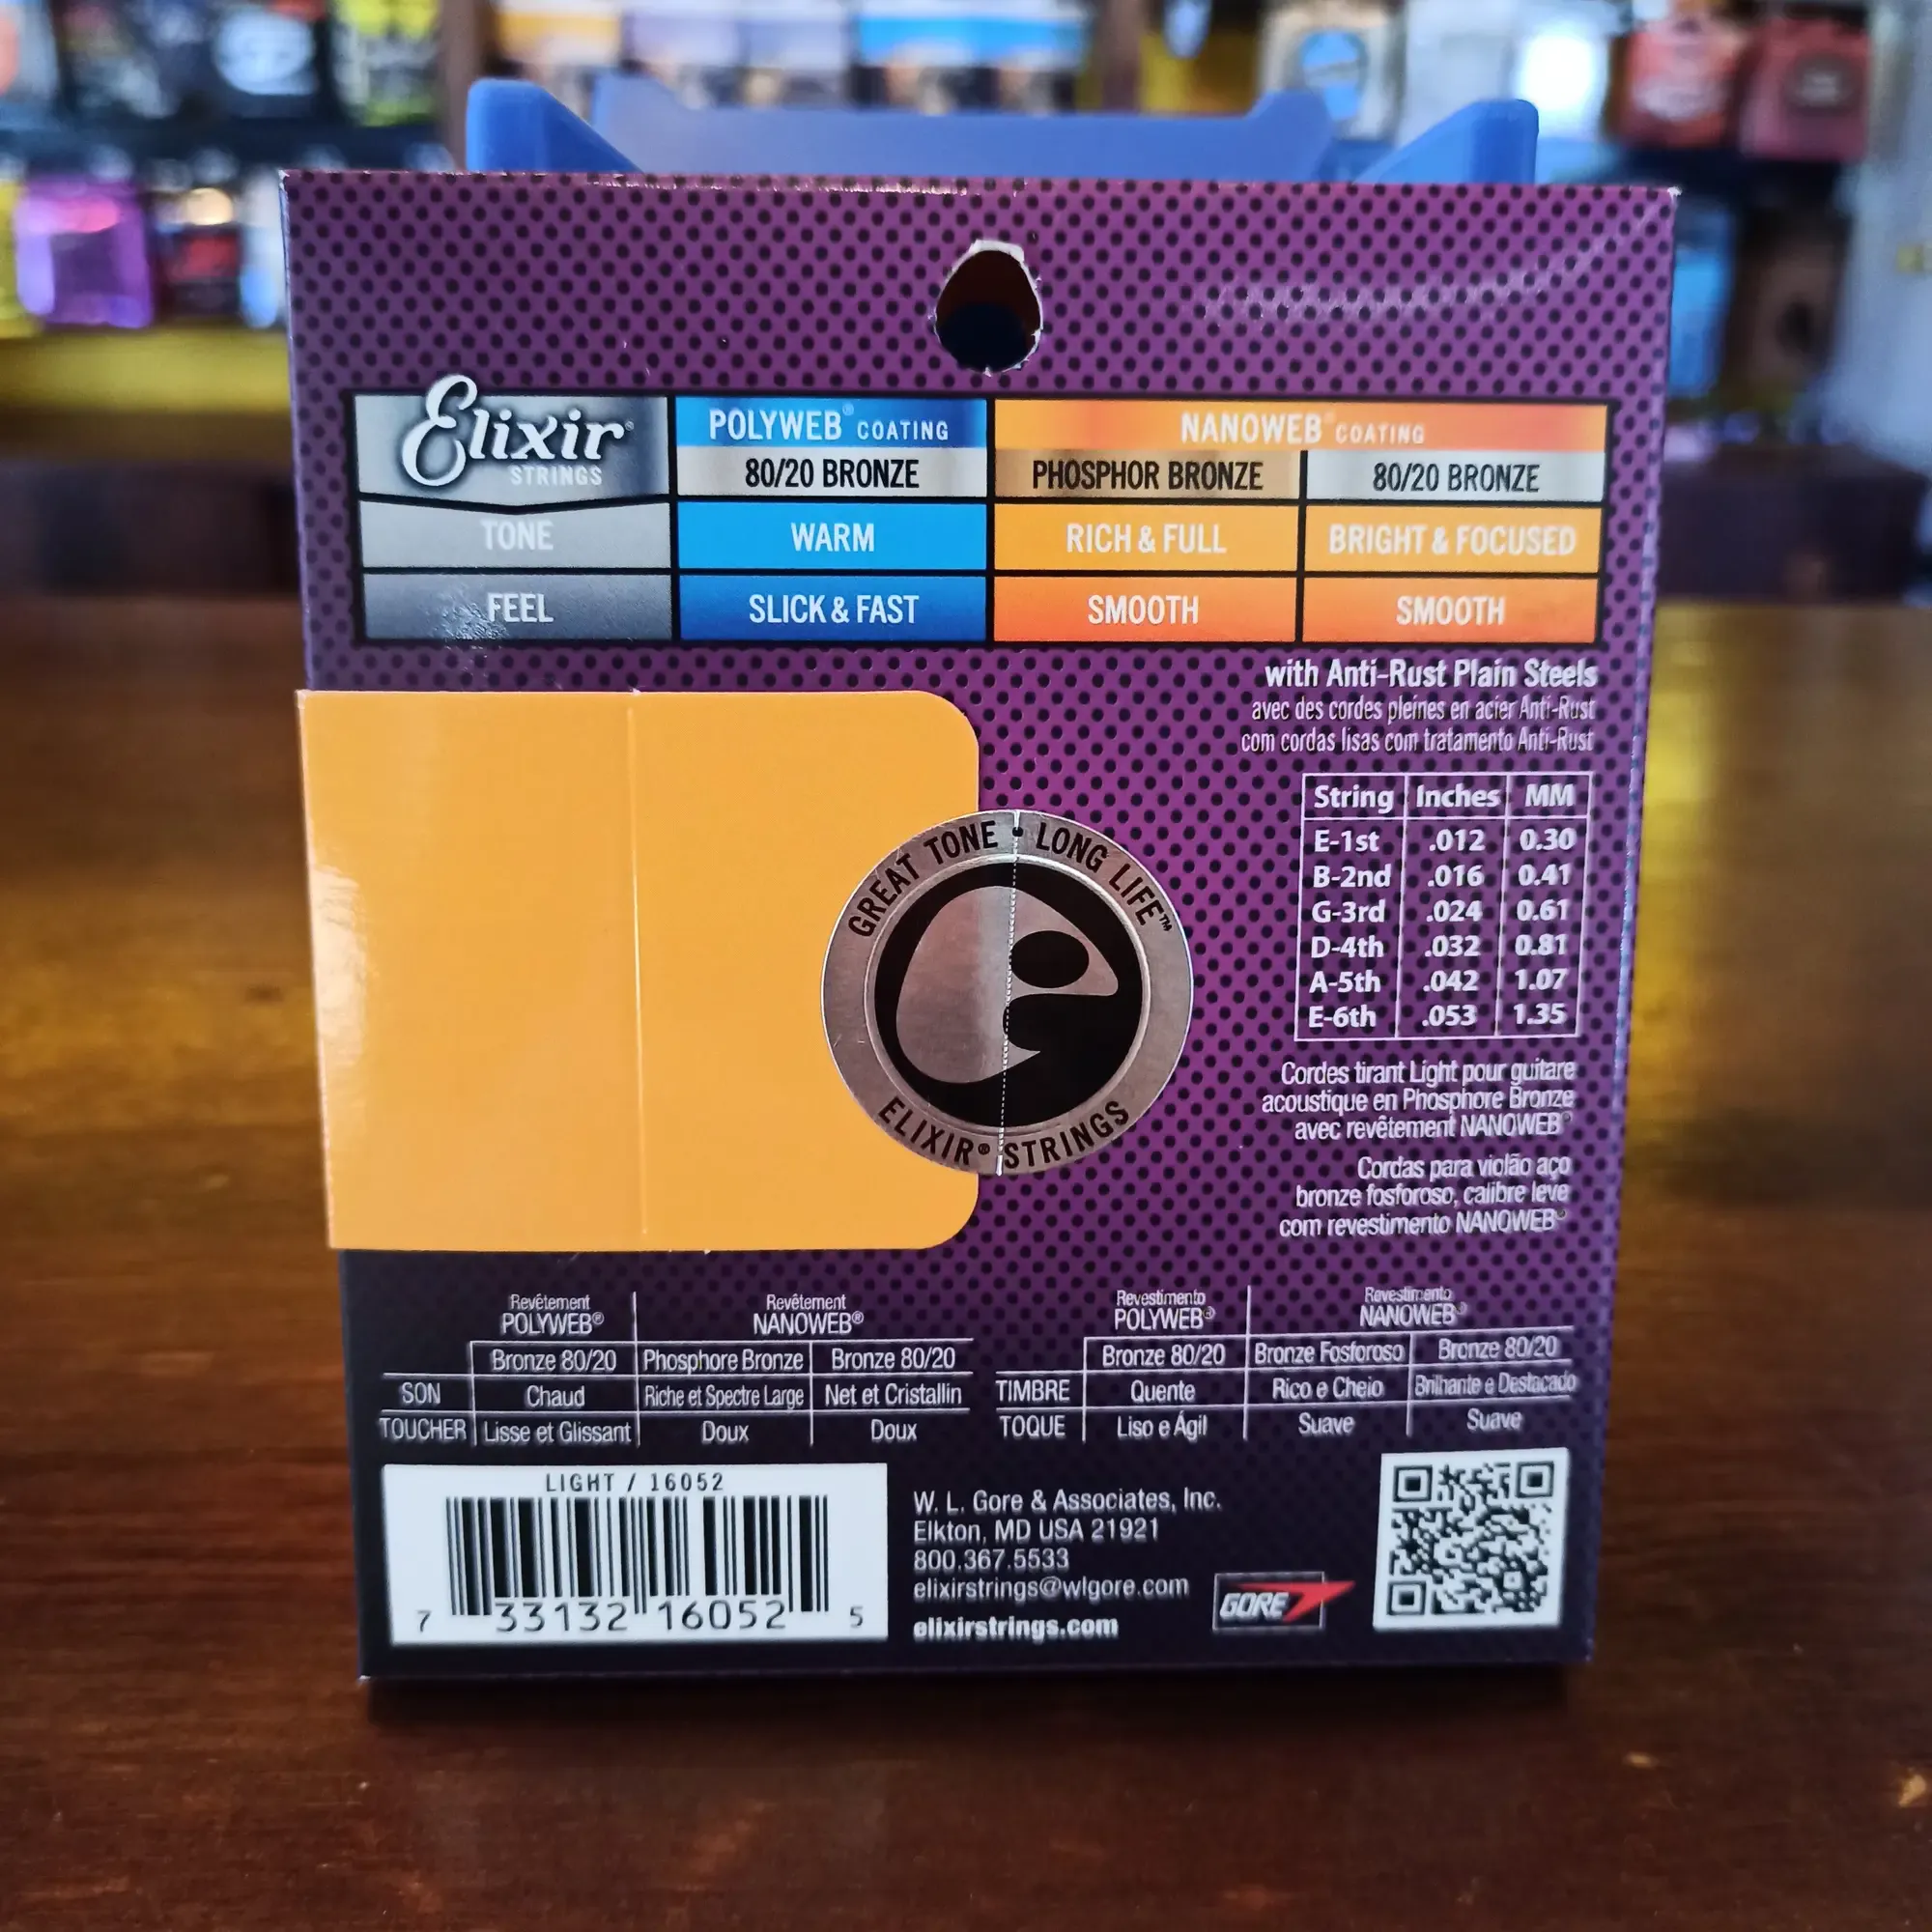 Elixir®
STRINGS
POLYWEB® COATING
NANOWEB® COATING
80/20 BRONZE
PHOSPHOR BRONZE
80/20 BRONZE
TONE
WARM
RICH & FULL
BRIGHT & FOCUSED
FEEL
SLICK & FAST
SMOOTH
SMOOTH
with Anti-Rust Plain Steels
avec des cordes pleines en acier Anti-Rust
com cordas lisas com tratamento Anti-Rust
String Inches MM
E-1st .012 0.30
B-2nd .016 0.41
G-3rd .024 0.61
D-4th .032 0.81
A-5th .042 1.07
E-6th .053 1.35
GREAT TONE • LONG LIFE™
ELIXIR® STRINGS
Cordes tirant Light pour guitare
acoustique en Phosphore Bronze
avec revêtement NANOWEB®
Cordas para violão aço
bronze fosforoso, calibre leve
com revestimento NANOWEB®
Revêtement
POLYWEB®
Revêtement
NANOWEB®
Bronze 80/20 Phosphore Bronze Bronze 80/20
SON Chaud Riche et Spectre Large Net et Cristallin
TOUCHER Lisse et Glissant Doux Doux
Revestimento
POLYWEB®
Revestimento
NANOWEB®
Bronze 80/20 Bronze Fosforoso Bronze 80/20
TIMBRE Quente Rico e Cheio Brilhante e Destacado
TOQUE Liso e Ágil Suave Suave
LIGHT / 16052
7 33132 16052 5
W. L. Gore & Associates, Inc.
Elkton, MD USA 21921
800.367.5533
elixirstrings@wlgore.com
elixirstrings.com
GORE